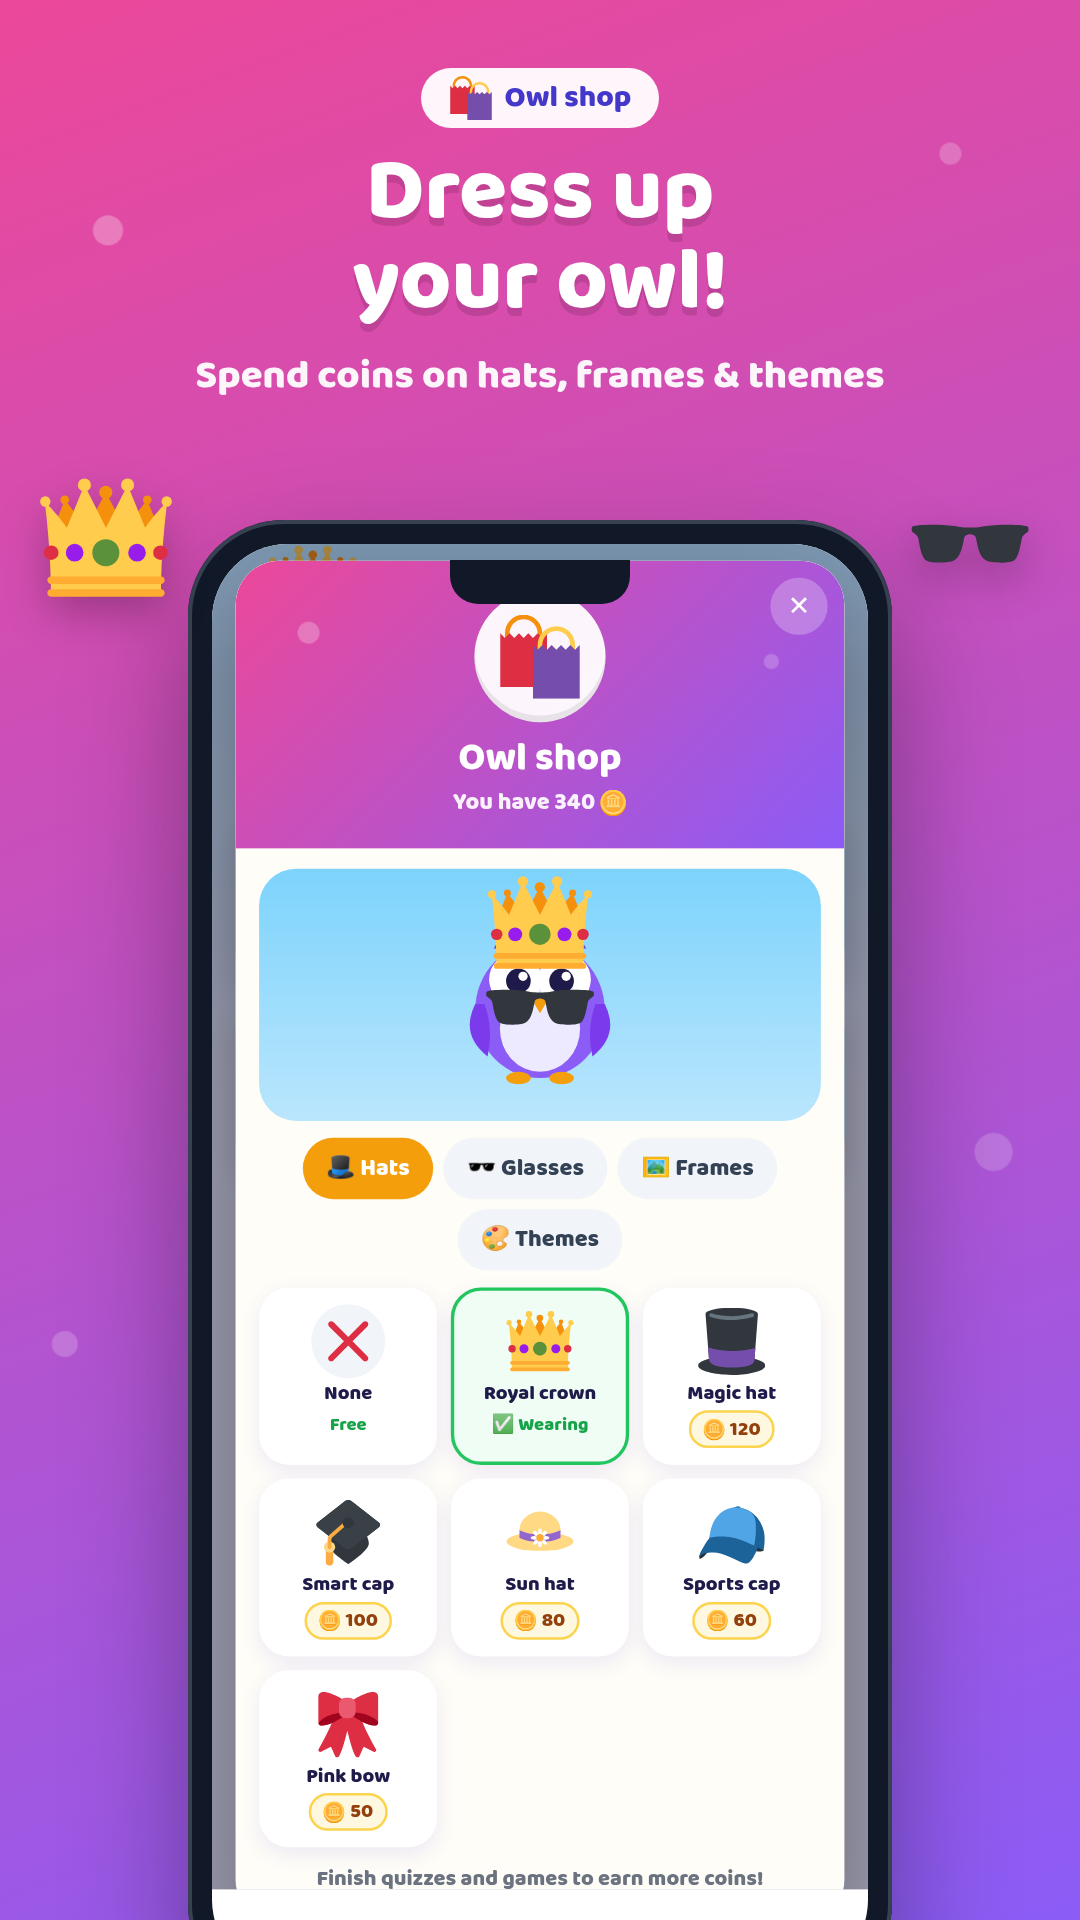 Owl shop
Dress up
your owl!
Spend coins on hats, frames & themes
Owl shop
You have 340
Hats
Glasses
Frames
Themes
None
Free
Royal crown
Wearing
Magic hat
120
Smart cap
100
Sun hat
80
Sports cap
60
Pink bow
50
Finish quizzes and games to earn more coins!